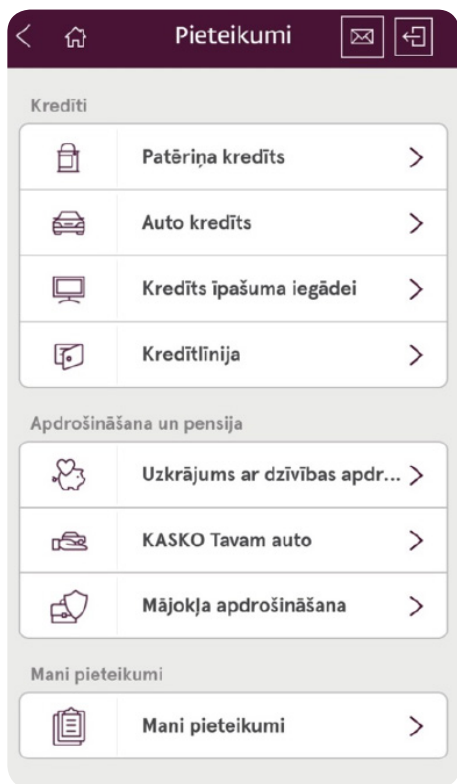 Pieteikumi
Kredīti
Patēriņa kredīts
Auto kredīts
Kredīts īpašuma iegādei
Kredītlīnija
Apdrošināšana un pensija
Uzkrājums ar dzīvības apdr...
KASKO Tavam auto
Mājokļa apdrošināšana
Mani pieteikumi
Mani pieteikumi